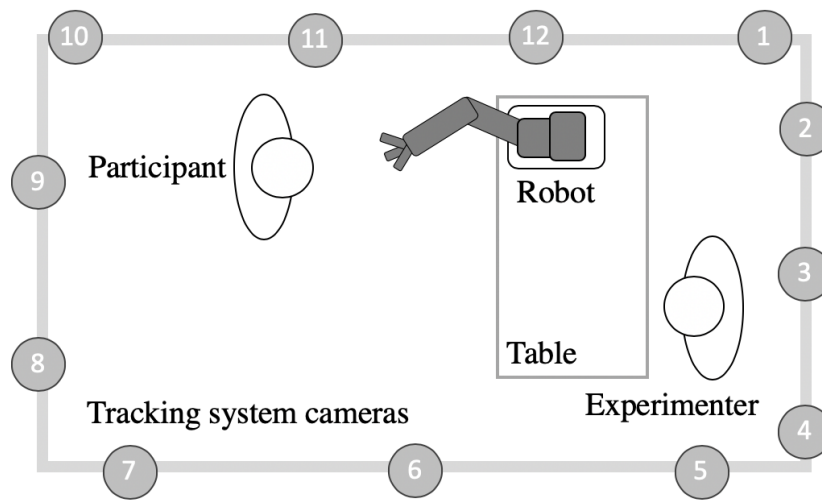 10
11
12
1
2
Participant
9
Robot
3
8
Table
Experimenter
Tracking system cameras
4
7
6
5